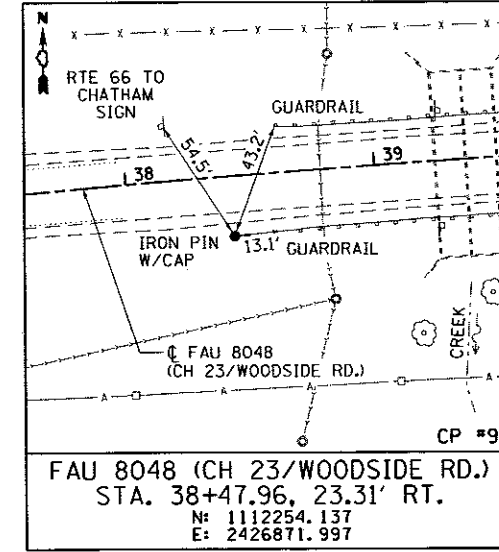 N
RTE 66 TO
CHATHAM
SIGN
GUARDRAIL
54.5'
43.2'
38
39
IRON PIN
W/CAP
13.1'
GUARDRAIL
℄ FAU 8048
(CH 23/WOODSIDE RD.)
CREEK
CP #9
FAU 8048 (CH 23/WOODSIDE RD.)
STA. 38+47.96, 23.31' RT.
N: 1112254.137
E: 2426871.997